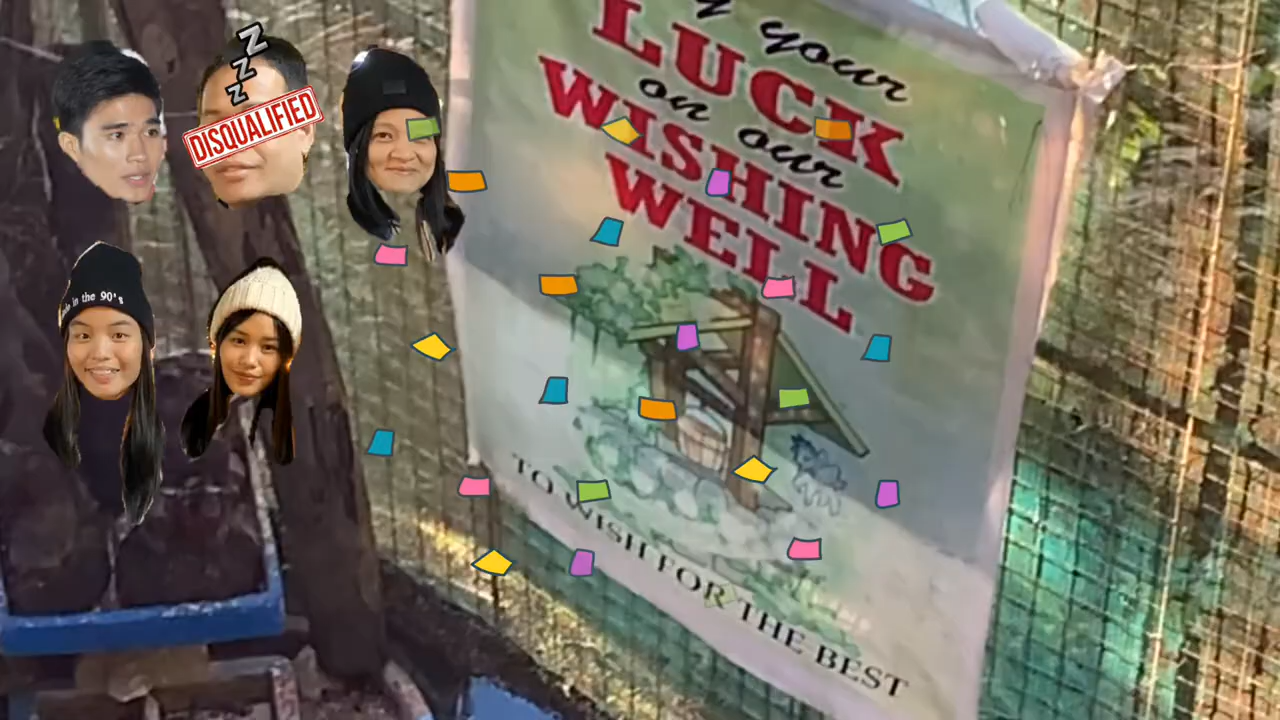 your
LUCK
on our
WISHING
WELL
TO WISH FOR THE BEST
Z
Z
Z
DISQUALIFIED
in the 90's